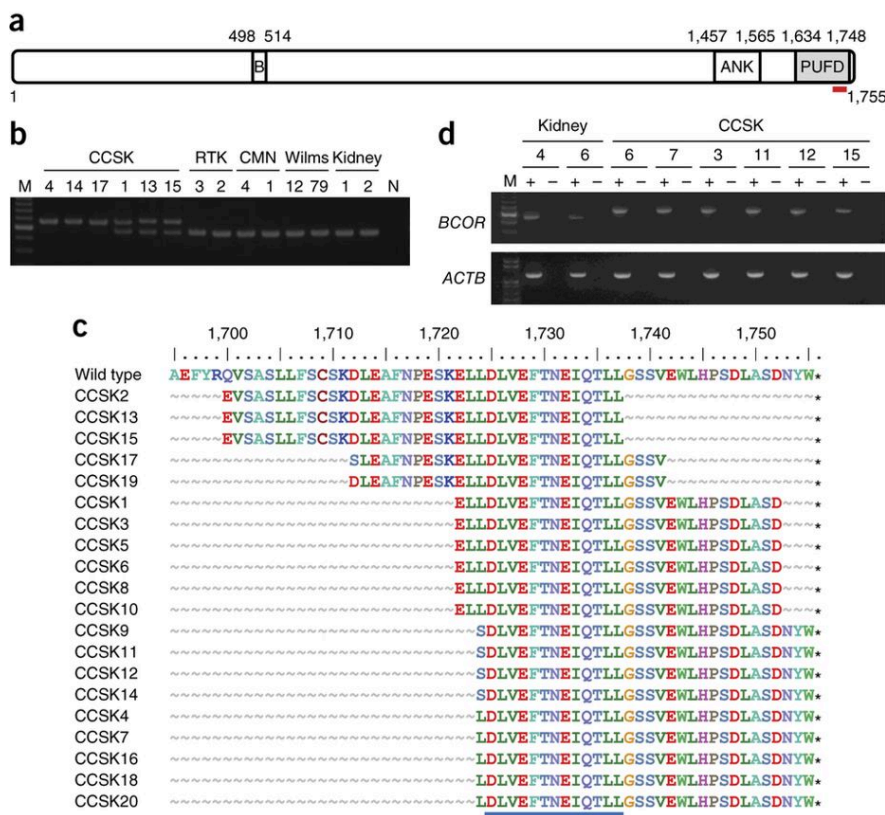 a
498 514 1,457 1,565 1,634 1,748
B ANK PUFD
1 1,755
b
CCSK RTK CMN Wilms Kidney
M 4 14 17 1 13 15 3 2 4 1 12 79 1 2 N
d
Kidney CCSK
4 6 6 7 3 11 12 15
M + − + − + − + − + − + − + − + −
BCOR
ACTB
c
1,700 1,710 1,720 1,730 1,740 1,750
Wild type AEFYRQVSASLLFSCSKDLEAFNPESKELLDLVEFTNEIQTLLGSSVEWLHPSDLASDNYW*
CCSK2 ~~~~~EVSASLLFSCSKDLEAFNPESKELLDLVEFTNEIQTLL~~~~~~~~~~~~~~~~~~*
CCSK13 ~~~~~EVSASLLFSCSKDLEAFNPESKELLDLVEFTNEIQTLL~~~~~~~~~~~~~~~~~~*
CCSK15 ~~~~~EVSASLLFSCSKDLEAFNPESKELLDLVEFTNEIQTLL~~~~~~~~~~~~~~~~~~*
CCSK17 ~~~~~~~~~~~~~~~~~SLEAFNPESKELLDLVEFTNEIQTLLGSSV~~~~~~~~~~~~~~*
CCSK19 ~~~~~~~~~~~~~~~~~DLEAFNPESKELLDLVEFTNEIQTLLGSSV~~~~~~~~~~~~~~*
CCSK1 ~~~~~~~~~~~~~~~~~~~~~~~~~~~ELLDLVEFTNEIQTLLGSSVEWLHPSDLASD~~~*
CCSK3 ~~~~~~~~~~~~~~~~~~~~~~~~~~~ELLDLVEFTNEIQTLLGSSVEWLHPSDLASD~~~*
CCSK5 ~~~~~~~~~~~~~~~~~~~~~~~~~~~ELLDLVEFTNEIQTLLGSSVEWLHPSDLASD~~~*
CCSK6 ~~~~~~~~~~~~~~~~~~~~~~~~~~~ELLDLVEFTNEIQTLLGSSVEWLHPSDLASD~~~*
CCSK8 ~~~~~~~~~~~~~~~~~~~~~~~~~~~ELLDLVEFTNEIQTLLGSSVEWLHPSDLASD~~~*
CCSK10 ~~~~~~~~~~~~~~~~~~~~~~~~~~~ELLDLVEFTNEIQTLLGSSVEWLHPSDLASD~~~*
CCSK9 ~~~~~~~~~~~~~~~~~~~~~~~~~~~~~SDLVEFTNEIQTLLGSSVEWLHPSDLASDNYW*
CCSK11 ~~~~~~~~~~~~~~~~~~~~~~~~~~~~~SDLVEFTNEIQTLLGSSVEWLHPSDLASDNYW*
CCSK12 ~~~~~~~~~~~~~~~~~~~~~~~~~~~~~SDLVEFTNEIQTLLGSSVEWLHPSDLASDNYW*
CCSK14 ~~~~~~~~~~~~~~~~~~~~~~~~~~~~~SDLVEFTNEIQTLLGSSVEWLHPSDLASDNYW*
CCSK4 ~~~~~~~~~~~~~~~~~~~~~~~~~~~~~LDLVEFTNEIQTLLGSSVEWLHPSDLASDNYW*
CCSK7 ~~~~~~~~~~~~~~~~~~~~~~~~~~~~~LDLVEFTNEIQTLLGSSVEWLHPSDLASDNYW*
CCSK16 ~~~~~~~~~~~~~~~~~~~~~~~~~~~~~LDLVEFTNEIQTLLGSSVEWLHPSDLASDNYW*
CCSK18 ~~~~~~~~~~~~~~~~~~~~~~~~~~~~~LDLVEFTNEIQTLLGSSVEWLHPSDLASDNYW*
CCSK20 ~~~~~~~~~~~~~~~~~~~~~~~~~~~~~LDLVEFTNEIQTLLGSSVEWLHPSDLASDNYW*